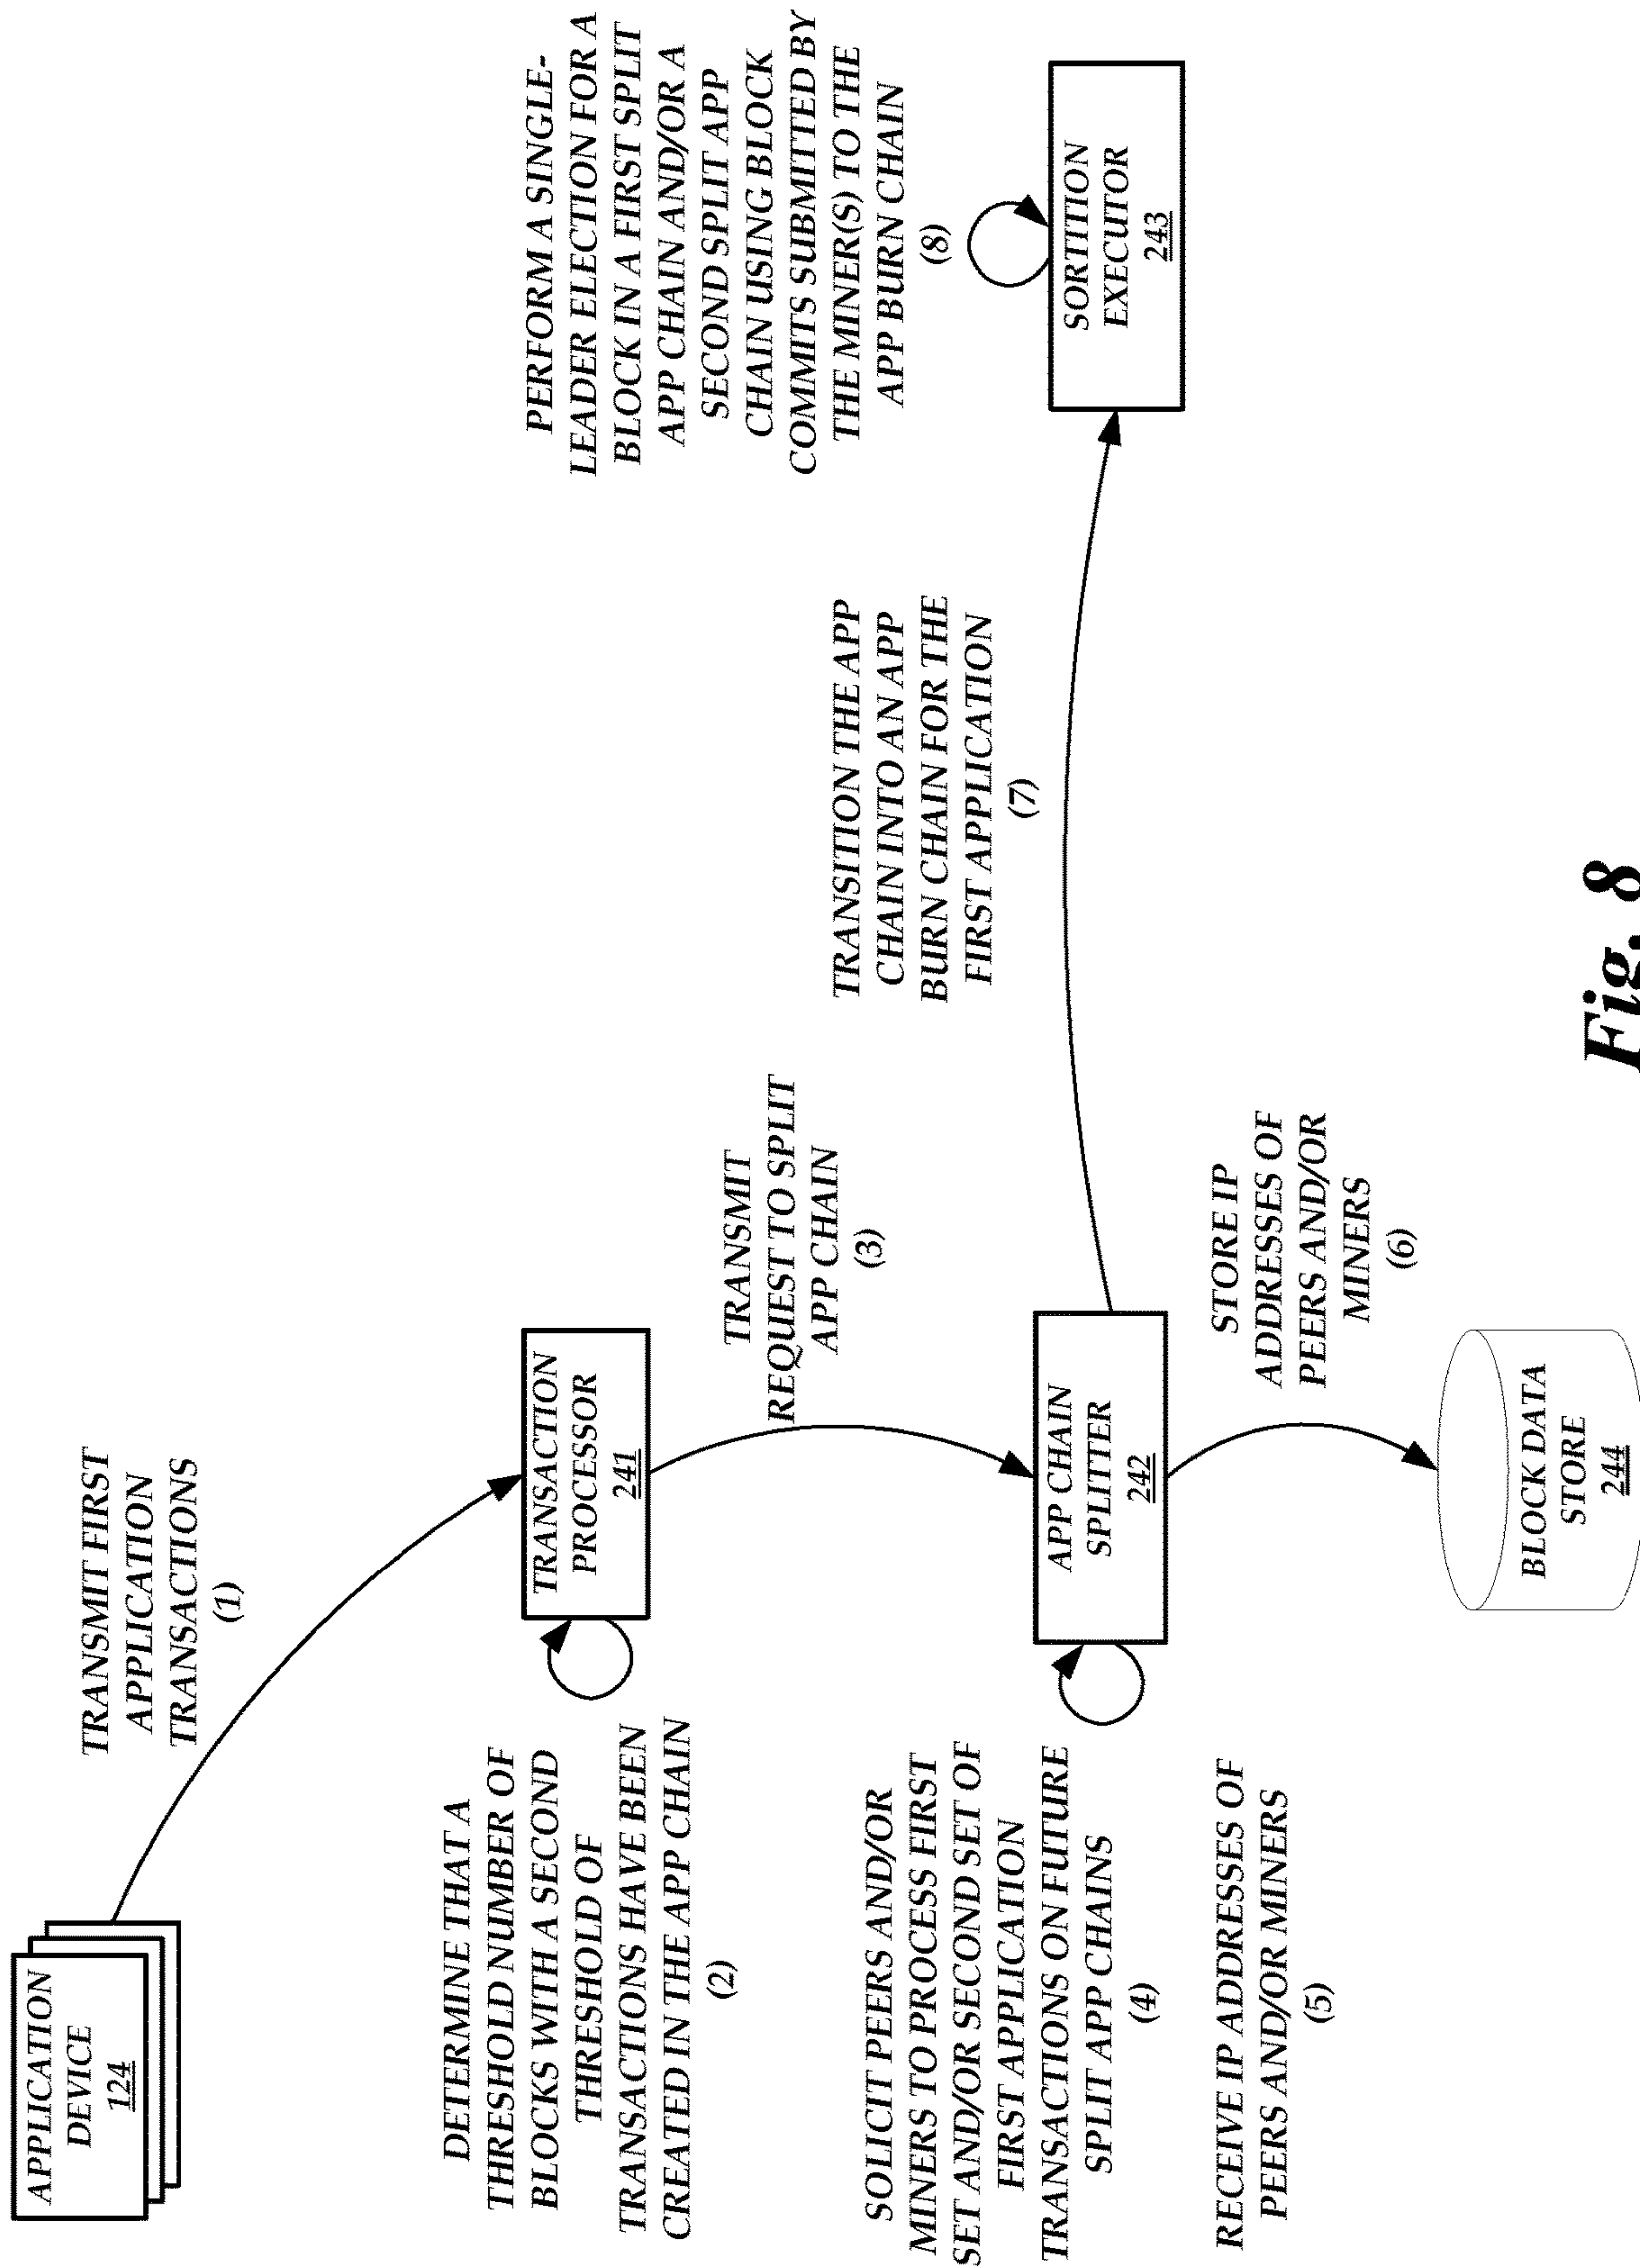 APPLICATION
DEVICE
124
TRANSMIT FIRST
APPLICATION
TRANSACTIONS
(1)
DETERMINE THAT A
THRESHOLD NUMBER OF
BLOCKS WITH A SECOND
THRESHOLD OF
TRANSACTIONS HAVE BEEN
CREATED IN THE APP CHAIN
(2)
TRANSACTION
PROCESSOR
241
TRANSMIT
REQUEST TO SPLIT
APP CHAIN
(3)
SOLICIT PEERS AND/OR
MINERS TO PROCESS FIRST
SET AND/OR SECOND SET OF
FIRST APPLICATION
TRANSACTIONS ON FUTURE
SPLIT APP CHAINS
(4)
RECEIVE IP ADDRESSES OF
PEERS AND/OR MINERS
(5)
APP CHAIN
SPLITTER
242
STORE IP
ADDRESSES OF
PEERS AND/OR
MINERS
(6)
BLOCK DATA
STORE
244
TRANSITION THE APP
CHAIN INTO AN APP
BURN CHAIN FOR THE
FIRST APPLICATION
(7)
PERFORM A SINGLE-
LEADER ELECTION FOR A
BLOCK IN A FIRST SPLIT
APP CHAIN AND/OR A
SECOND SPLIT APP
CHAIN USING BLOCK
COMMITS SUBMITTED BY
THE MINER(S) TO THE
APP BURN CHAIN
(8)
SORTITION
EXECUTOR
243
Fig. 8